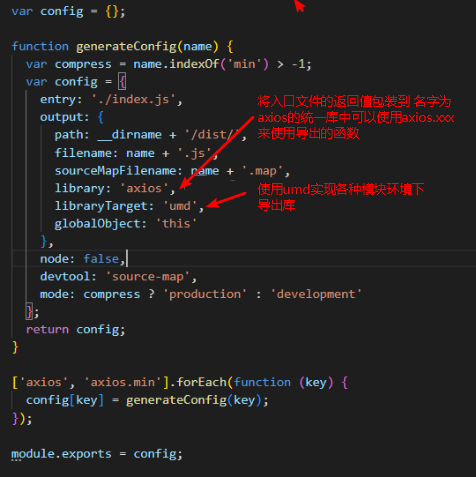 var config = {};
function generateConfig(name) {
var compress = name.indexOf('min') > -1;
var config = {
entry: './index.js',
output: {
path: __dirname + '/dist/',
filename: name + '.js',
sourceMapFilename: name + '.map',
library: 'axios',
libraryTarget: 'umd',
globalObject: 'this'
},
node: false,
devtool: 'source-map',
mode: compress ? 'production' : 'development'
};
return config;
}
['axios', 'axios.min'].forEach(function (key) {
config[key] = generateConfig(key);
});
module.exports = config;
将入口文件的返回值包装到 名字为
axios的统一库中可以使用axios.xxx
来使用导出的函数
使用umd实现各种模块环境下
导出库